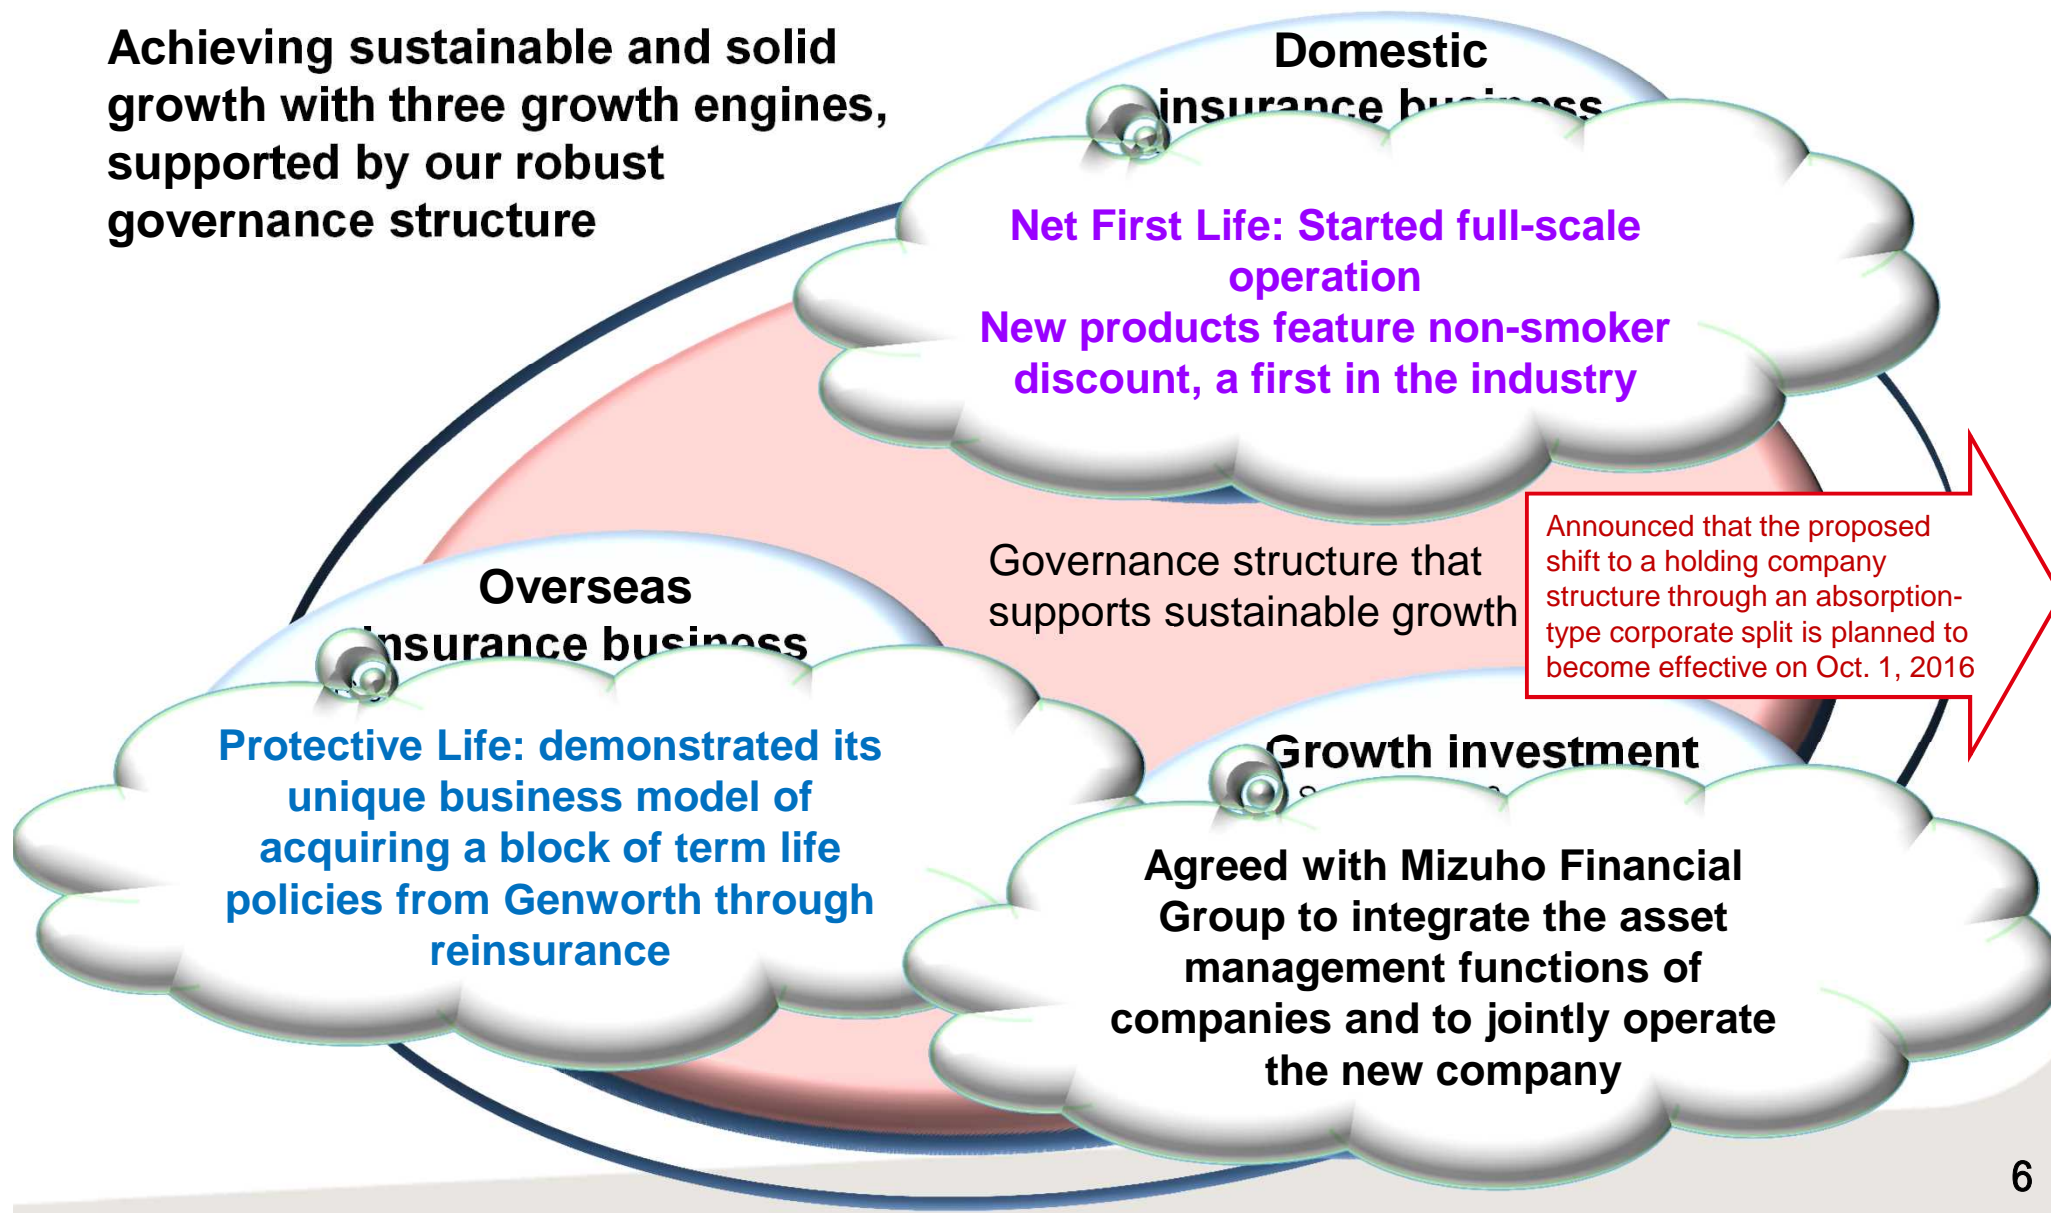 Achieving sustainable and solid
growth with three growth engines,
supported by our robust
governance structure
Domestic
insurance business
Net First Life: Started full-scale
operation
New products feature non-smoker
discount, a first in the industry
Governance structure that
supports sustainable growth
Announced that the proposed
shift to a holding company
structure through an absorption-
type corporate split is planned to
become effective on Oct. 1, 2016
Overseas
insurance business
Protective Life: demonstrated its
unique business model of
acquiring a block of term life
policies from Genworth through
reinsurance
Growth investment
Agreed with Mizuho Financial
Group to integrate the asset
management functions of
companies and to jointly operate
the new company
6